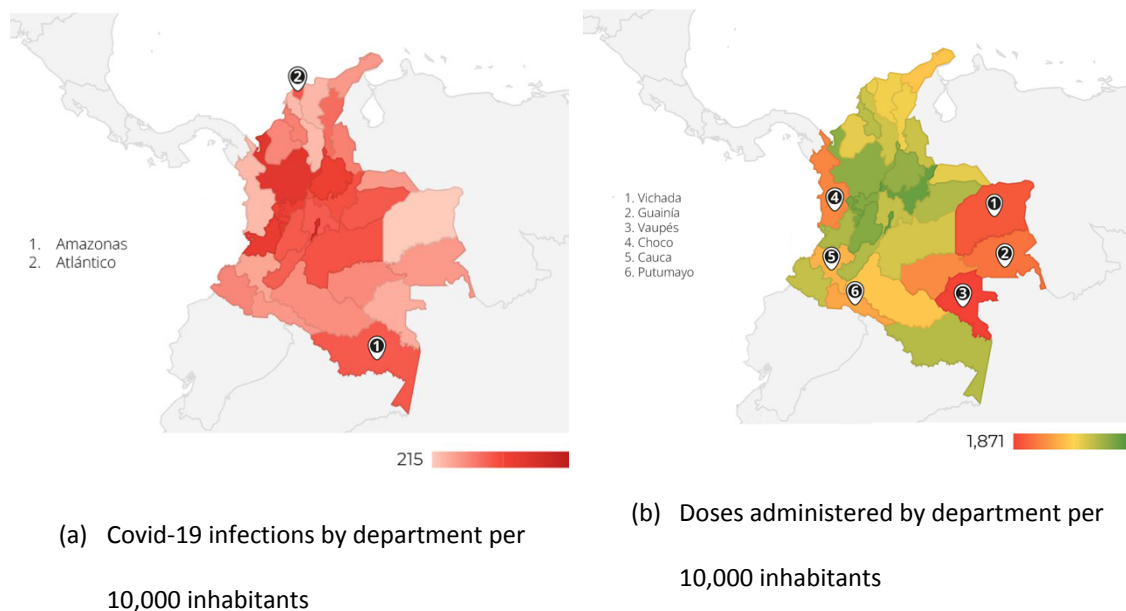 2
1
1. Amazonas
2. Atlántico
215
(a) Covid-19 infections by department per
10,000 inhabitants
1. Vichada
2. Guainía
3. Vaupés
4. Choco
5. Cauca
6. Putumayo
4
1
2
5
6
3
1,871
(b) Doses administered by department per
10,000 inhabitants